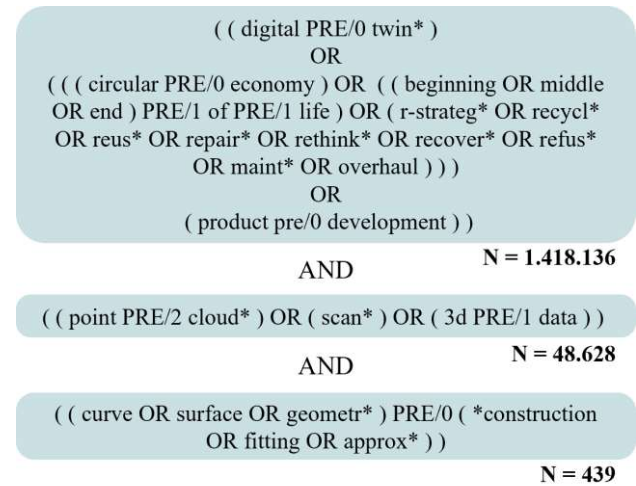 ( ( digital PRE/0 twin* )
OR
( ( ( circular PRE/0 economy ) OR ( ( beginning OR middle
OR end ) PRE/1 of PRE/1 life ) OR ( r-strateg* OR recycl*
OR reus* OR repair* OR rethink* OR recover* OR refus*
OR maint* OR overhaul ) ) )
OR
( product pre/0 development ) )
N = 1.418.136
AND
( ( point PRE/2 cloud* ) OR ( scan* ) OR ( 3d PRE/1 data ) )
N = 48.628
AND
( ( curve OR surface OR geometr* ) PRE/0 ( *construction
OR fitting OR approx* ) )
N = 439